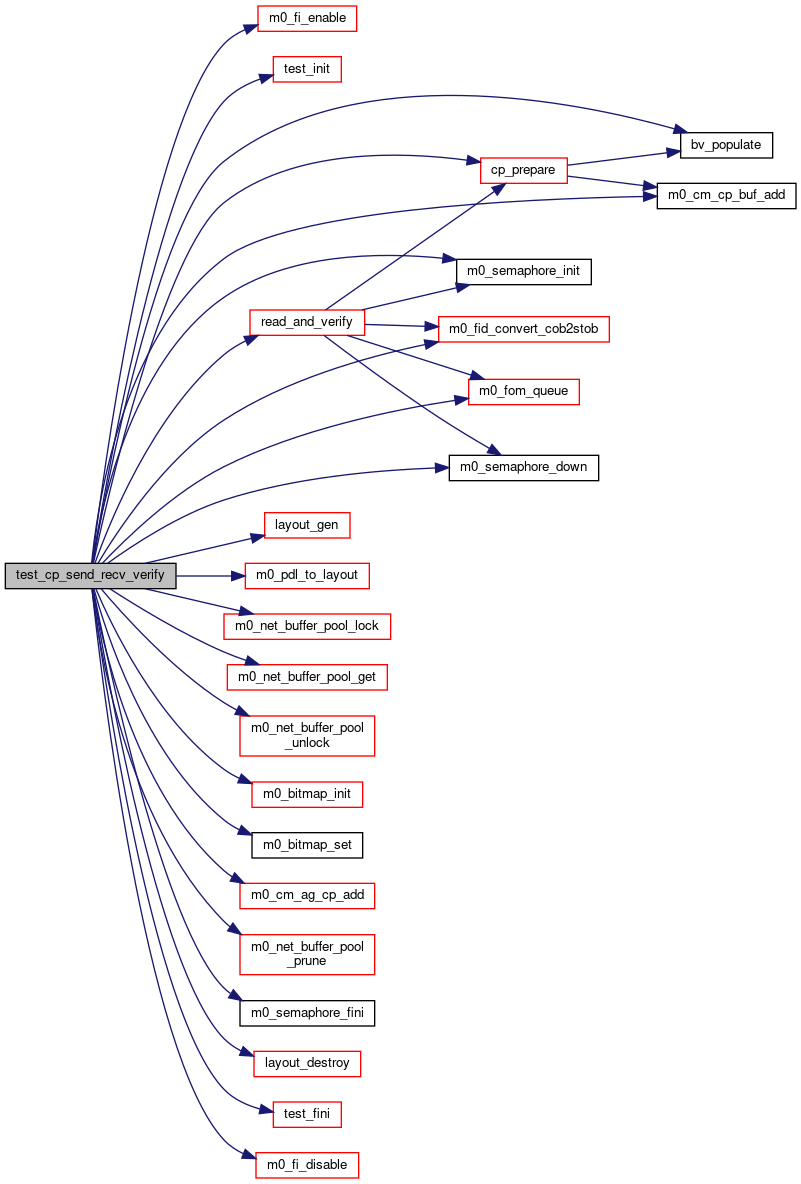 m0_fi_enable
test_init
bv_populate
cp_prepare
m0_cm_cp_buf_add
m0_semaphore_init
read_and_verify
m0_fid_convert_cob2stob
m0_fom_queue
m0_semaphore_down
layout_gen
test_cp_send_recv_verify
m0_pdl_to_layout
m0_net_buffer_pool_lock
m0_net_buffer_pool_get
m0_net_buffer_pool
_unlock
m0_bitmap_init
m0_bitmap_set
m0_cm_ag_cp_add
m0_net_buffer_pool
_prune
m0_semaphore_fini
layout_destroy
test_fini
m0_fi_disable